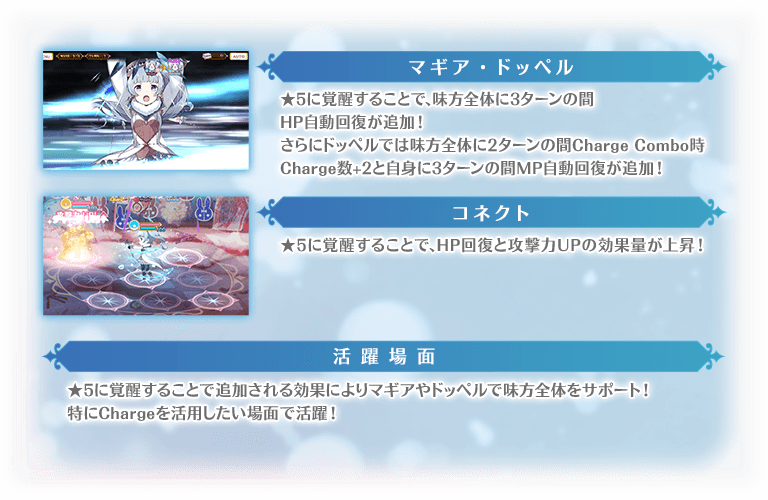 マギア・ドッペル
★5に覚醒することで、味方全体に3ターンの間
HP自動回復が追加!
さらにドッペルでは味方全体に2ターンの間Charge Combo時
Charge数+2と自身に3ターンの間MP自動回復が追加!
コネクト
★5に覚醒することで、HP回復と攻撃力UPの効果量が上昇!
活躍場面
★5に覚醒することで追加される効果によりマギアやドッペルで味方全体をサポート!
特にChargeを活用したい場面で活躍!